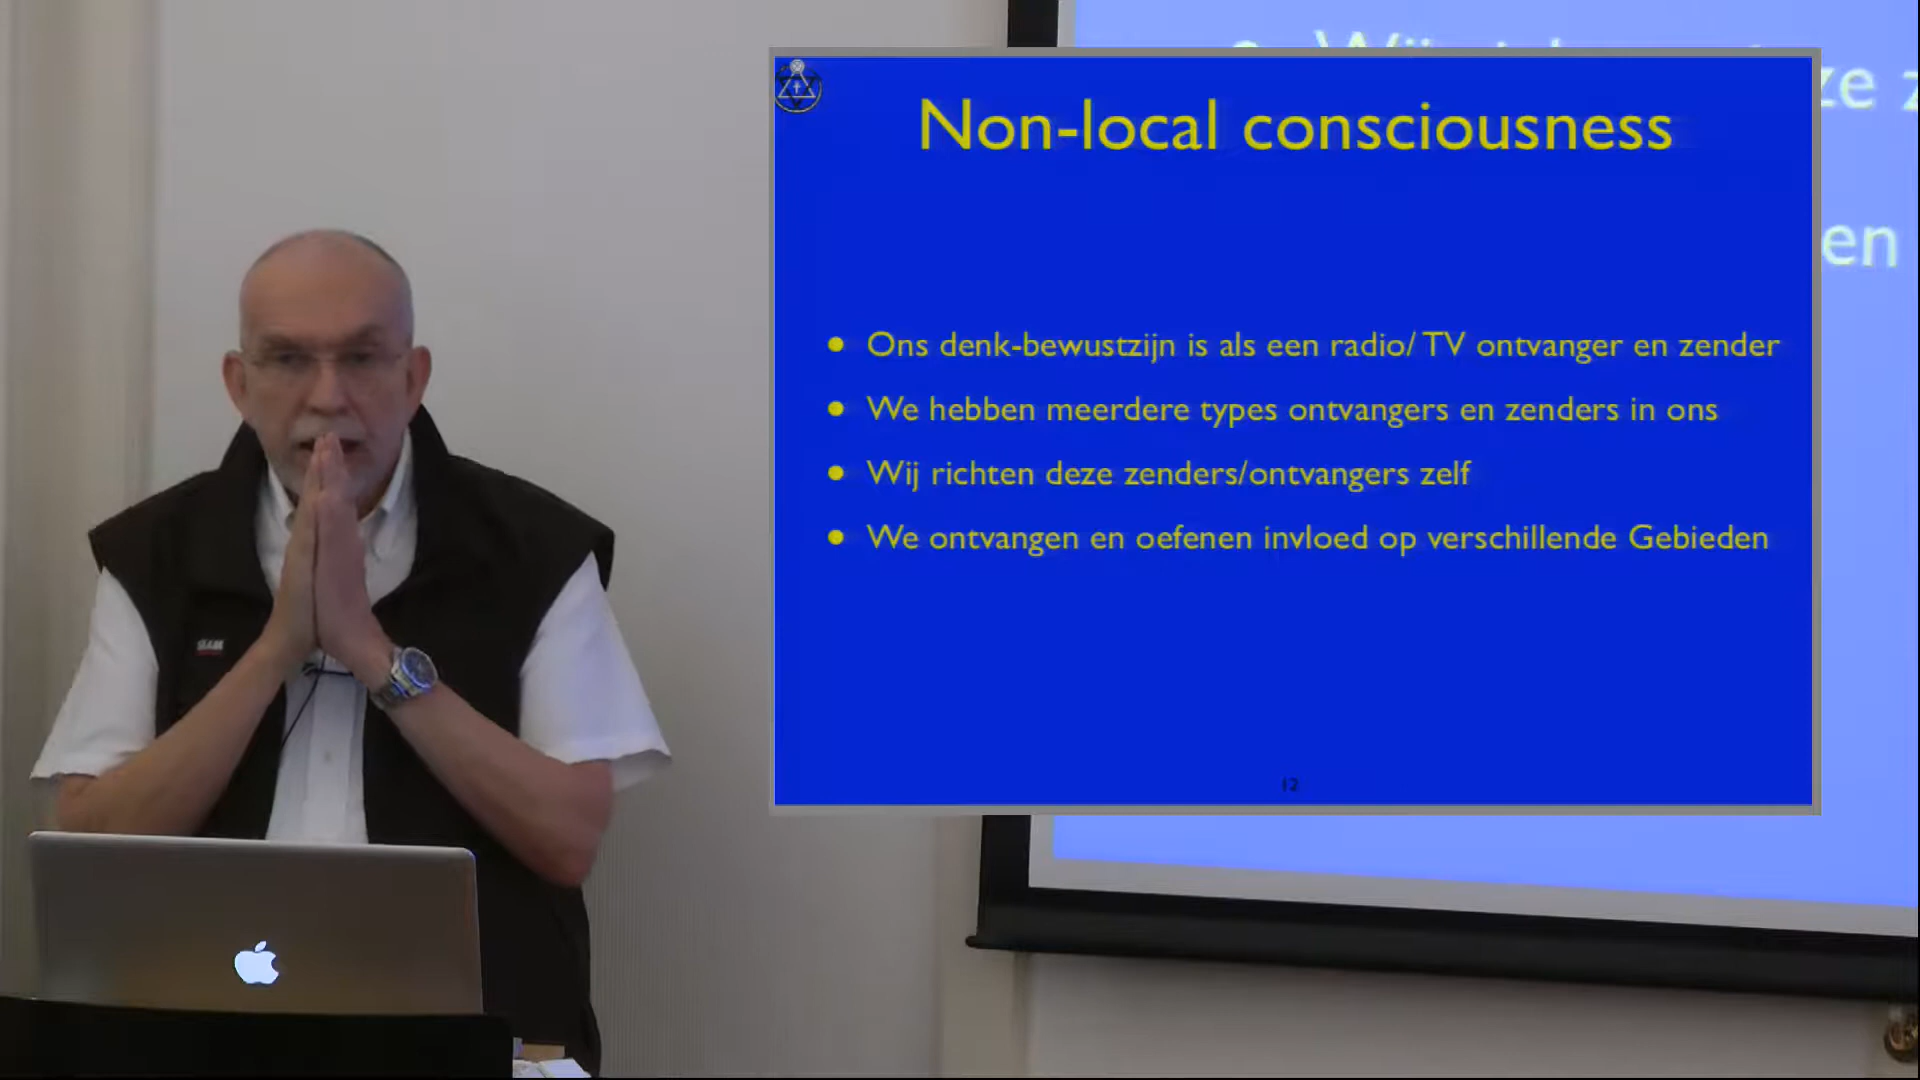 Non-local consciousness
• Ons denk-bewustzijn is als een radio/ TV ontvanger en zender
• We hebben meerdere types ontvangers en zenders in ons
• Wij richten deze zenders/ontvangers zelf
• We ontvangen en oefenen invloed op verschillende Gebieden
12
ze
en